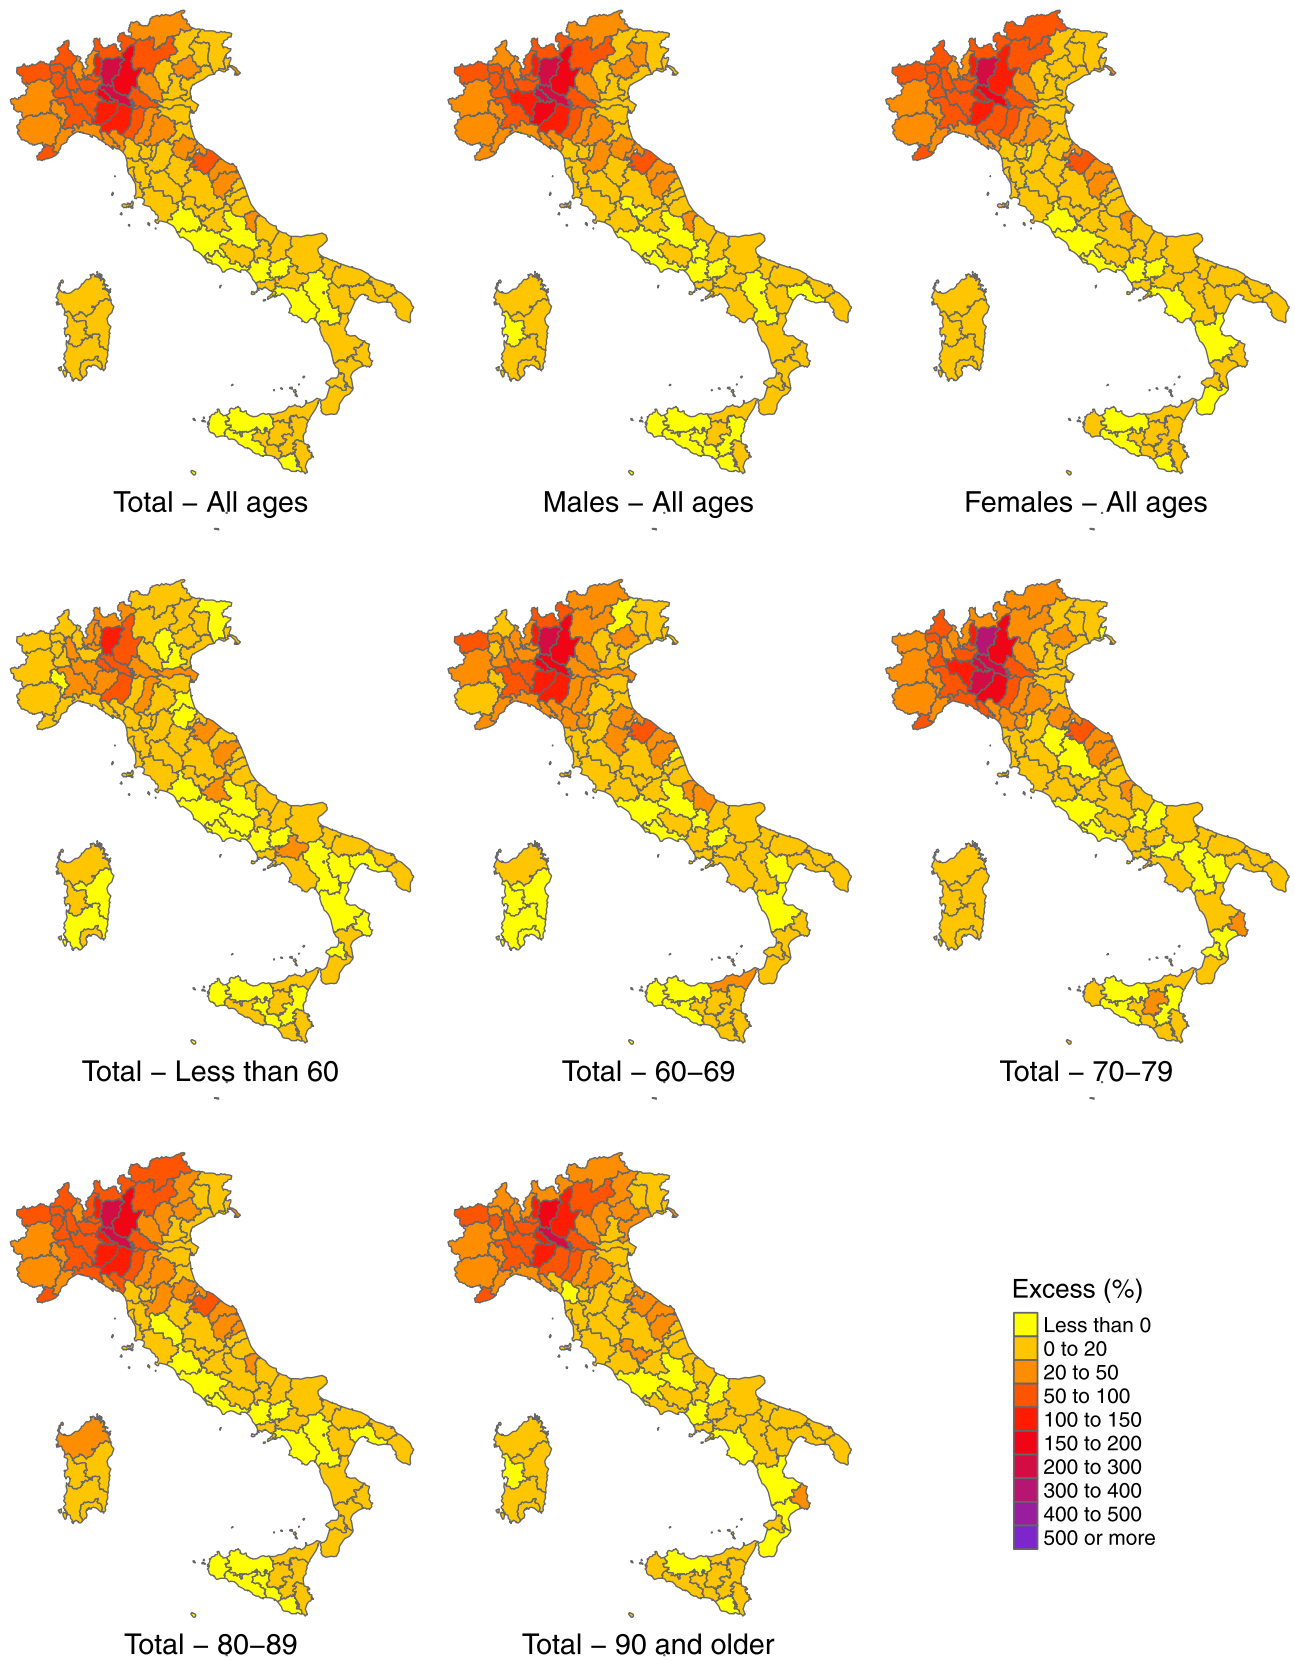 Total – All ages
Males – All ages
Females – All ages
Total – Less than 60
Total – 60–69
Total – 70–79
Excess (%)
Less than 0
0 to 20
20 to 50
50 to 100
100 to 150
150 to 200
200 to 300
300 to 400
400 to 500
500 or more
Total – 80–89
Total – 90 and older